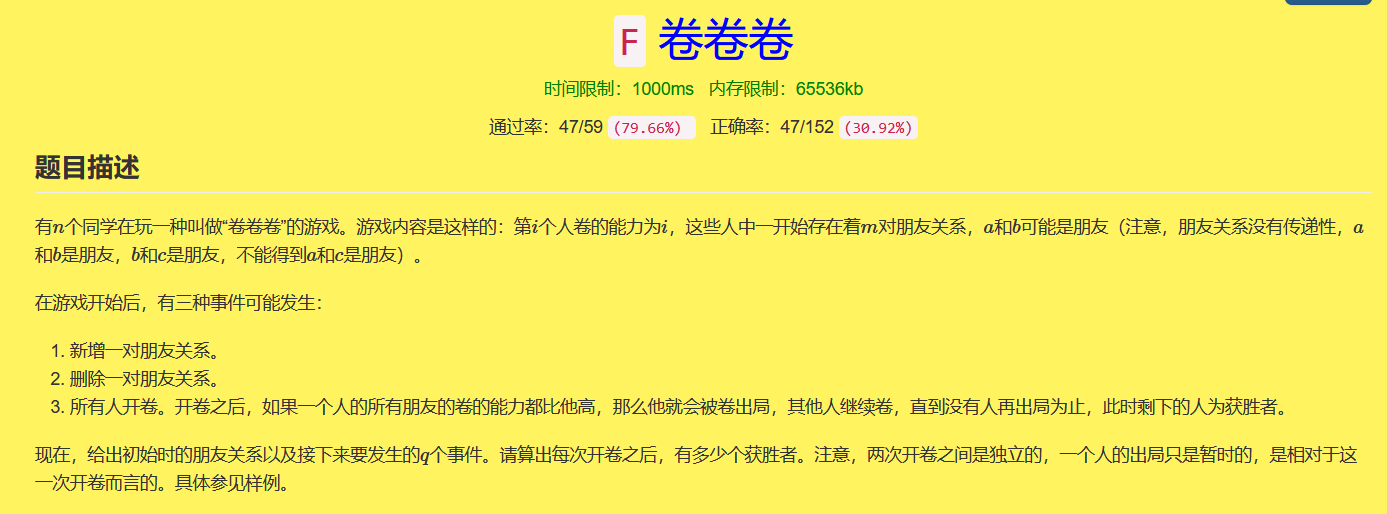 F 卷卷卷
时间限制：1000ms 内存限制：65536kb
通过率：47/59 (79.66%) 正确率：47/152 (30.92%)
题目描述
有n个同学在玩一种叫做“卷卷卷”的游戏。游戏内容是这样的：第i个人卷的能力为i，这些人中一开始存在着m对朋友关系，a和b可能是朋友（注意，朋友关系没有传递性，a
和b是朋友，b和c是朋友，不能得到a和c是朋友）。
在游戏开始后，有三种事件可能发生：
1. 新增一对朋友关系。
2. 删除一对朋友关系。
3. 所有人开卷。开卷之后，如果一个人的所有朋友的卷的能力都比他高，那么他就会被卷出局，其他人继续卷，直到没有人再出局为止，此时剩下的人为获胜者。
现在，给出初始时的朋友关系以及接下来要发生的q个事件。请算出每次开卷之后，有多少个获胜者。注意，两次开卷之间是独立的，一个人的出局只是暂时的，是相对于这
一次开卷而言的。具体参见样例。